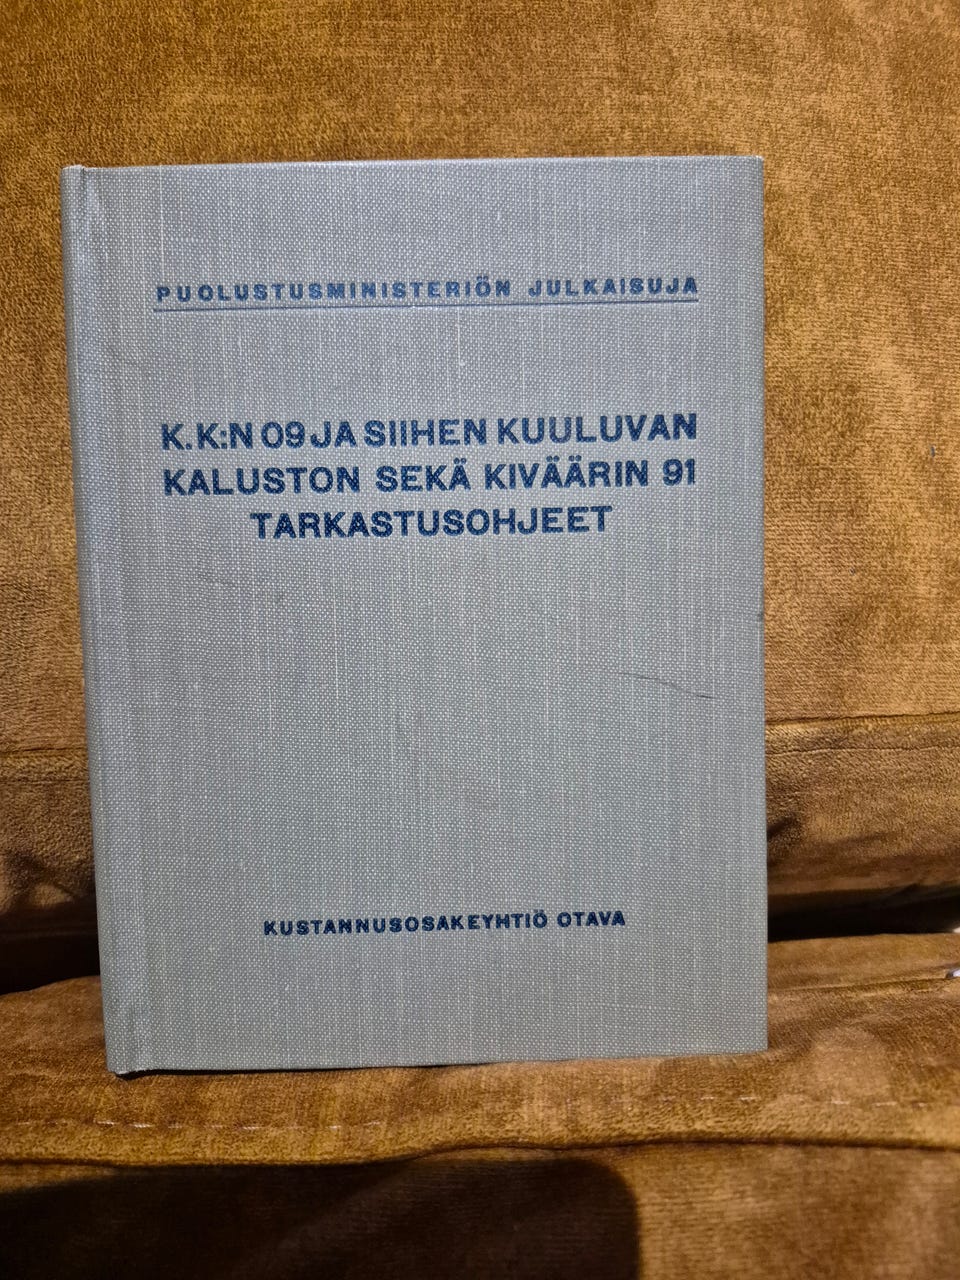 PUOLUSTUSMINISTERIÖN JULKAISUJA
K.K:N 09 JA SIIHEN KUULUVAN
KALUSTON SEKÄ KIVÄÄRIN 91
TARKASTUSOHJEET
KUSTANNUSOSAKEYHTIÖ OTAVA